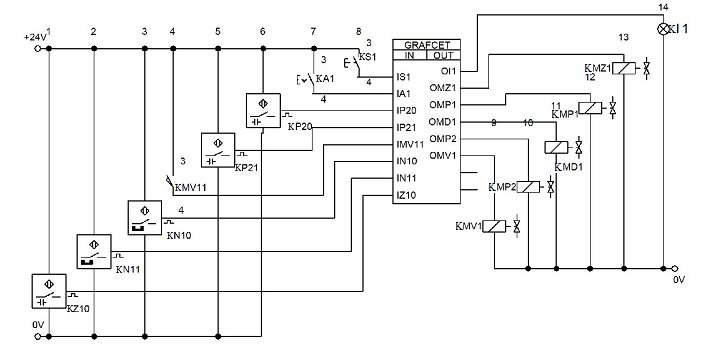 14
1 2 3 4 5 6 7 8
13
+24V
3
KS1
GRAFCET
IN OUT
KI 1
3
KA1
4
4
IS1
OI1
KMZ1
12
IA1
OMZ1
KP20
IP20
OMP1
11
KMP1
KP21
IP21
OMD1
9
10
IMV11
OMP2
KMD1
3
KMV11
IN10
OMV1
KMP2
4
IN11
KN10
IZ10
KMV1
KN11
KZ10
0V
0V